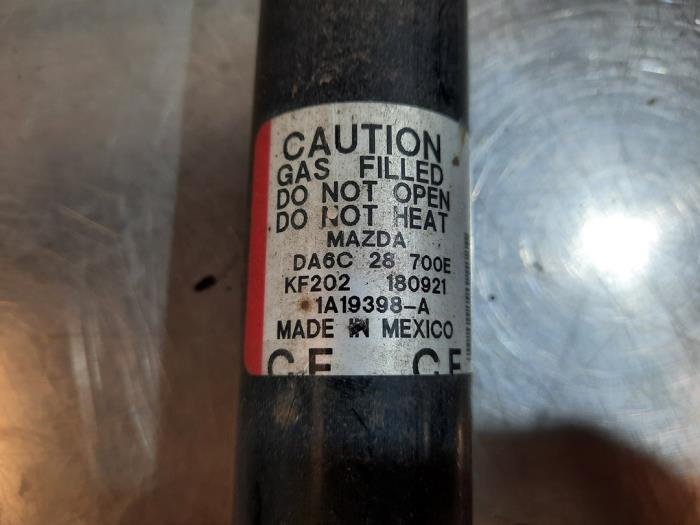 CAUTION
GAS FILLED
DO NOT OPEN
DO NOT HEAT
MAZDA
DA6C 28 700E
KF202 180921
1A19398-A
MADE IN MEXICO
C F C F